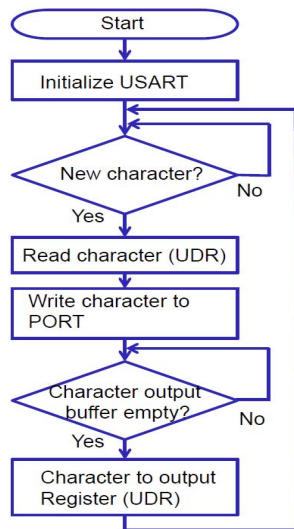 Start
Initialize USART
New character?
No
Yes
Read character (UDR)
Write character to
PORT
Character output
buffer empty?
No
Yes
Character to output
Register (UDR)